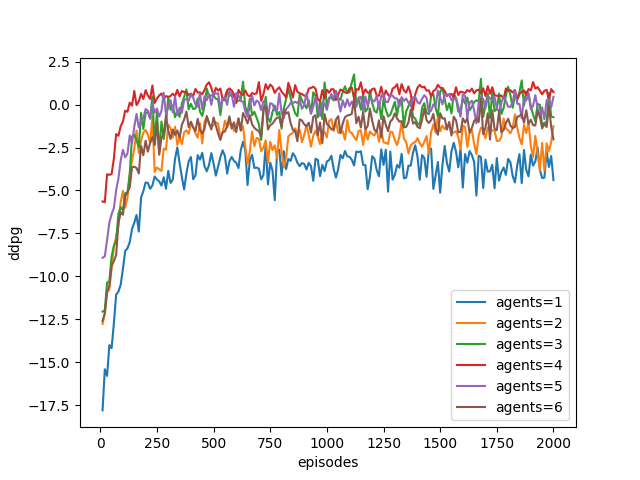 2.5
0.0
−2.5
−5.0
−7.5
−10.0
−12.5
−15.0
−17.5
ddpg
0 250 500 750 1000 1250 1500 1750 2000
episodes
agents=1
agents=2
agents=3
agents=4
agents=5
agents=6